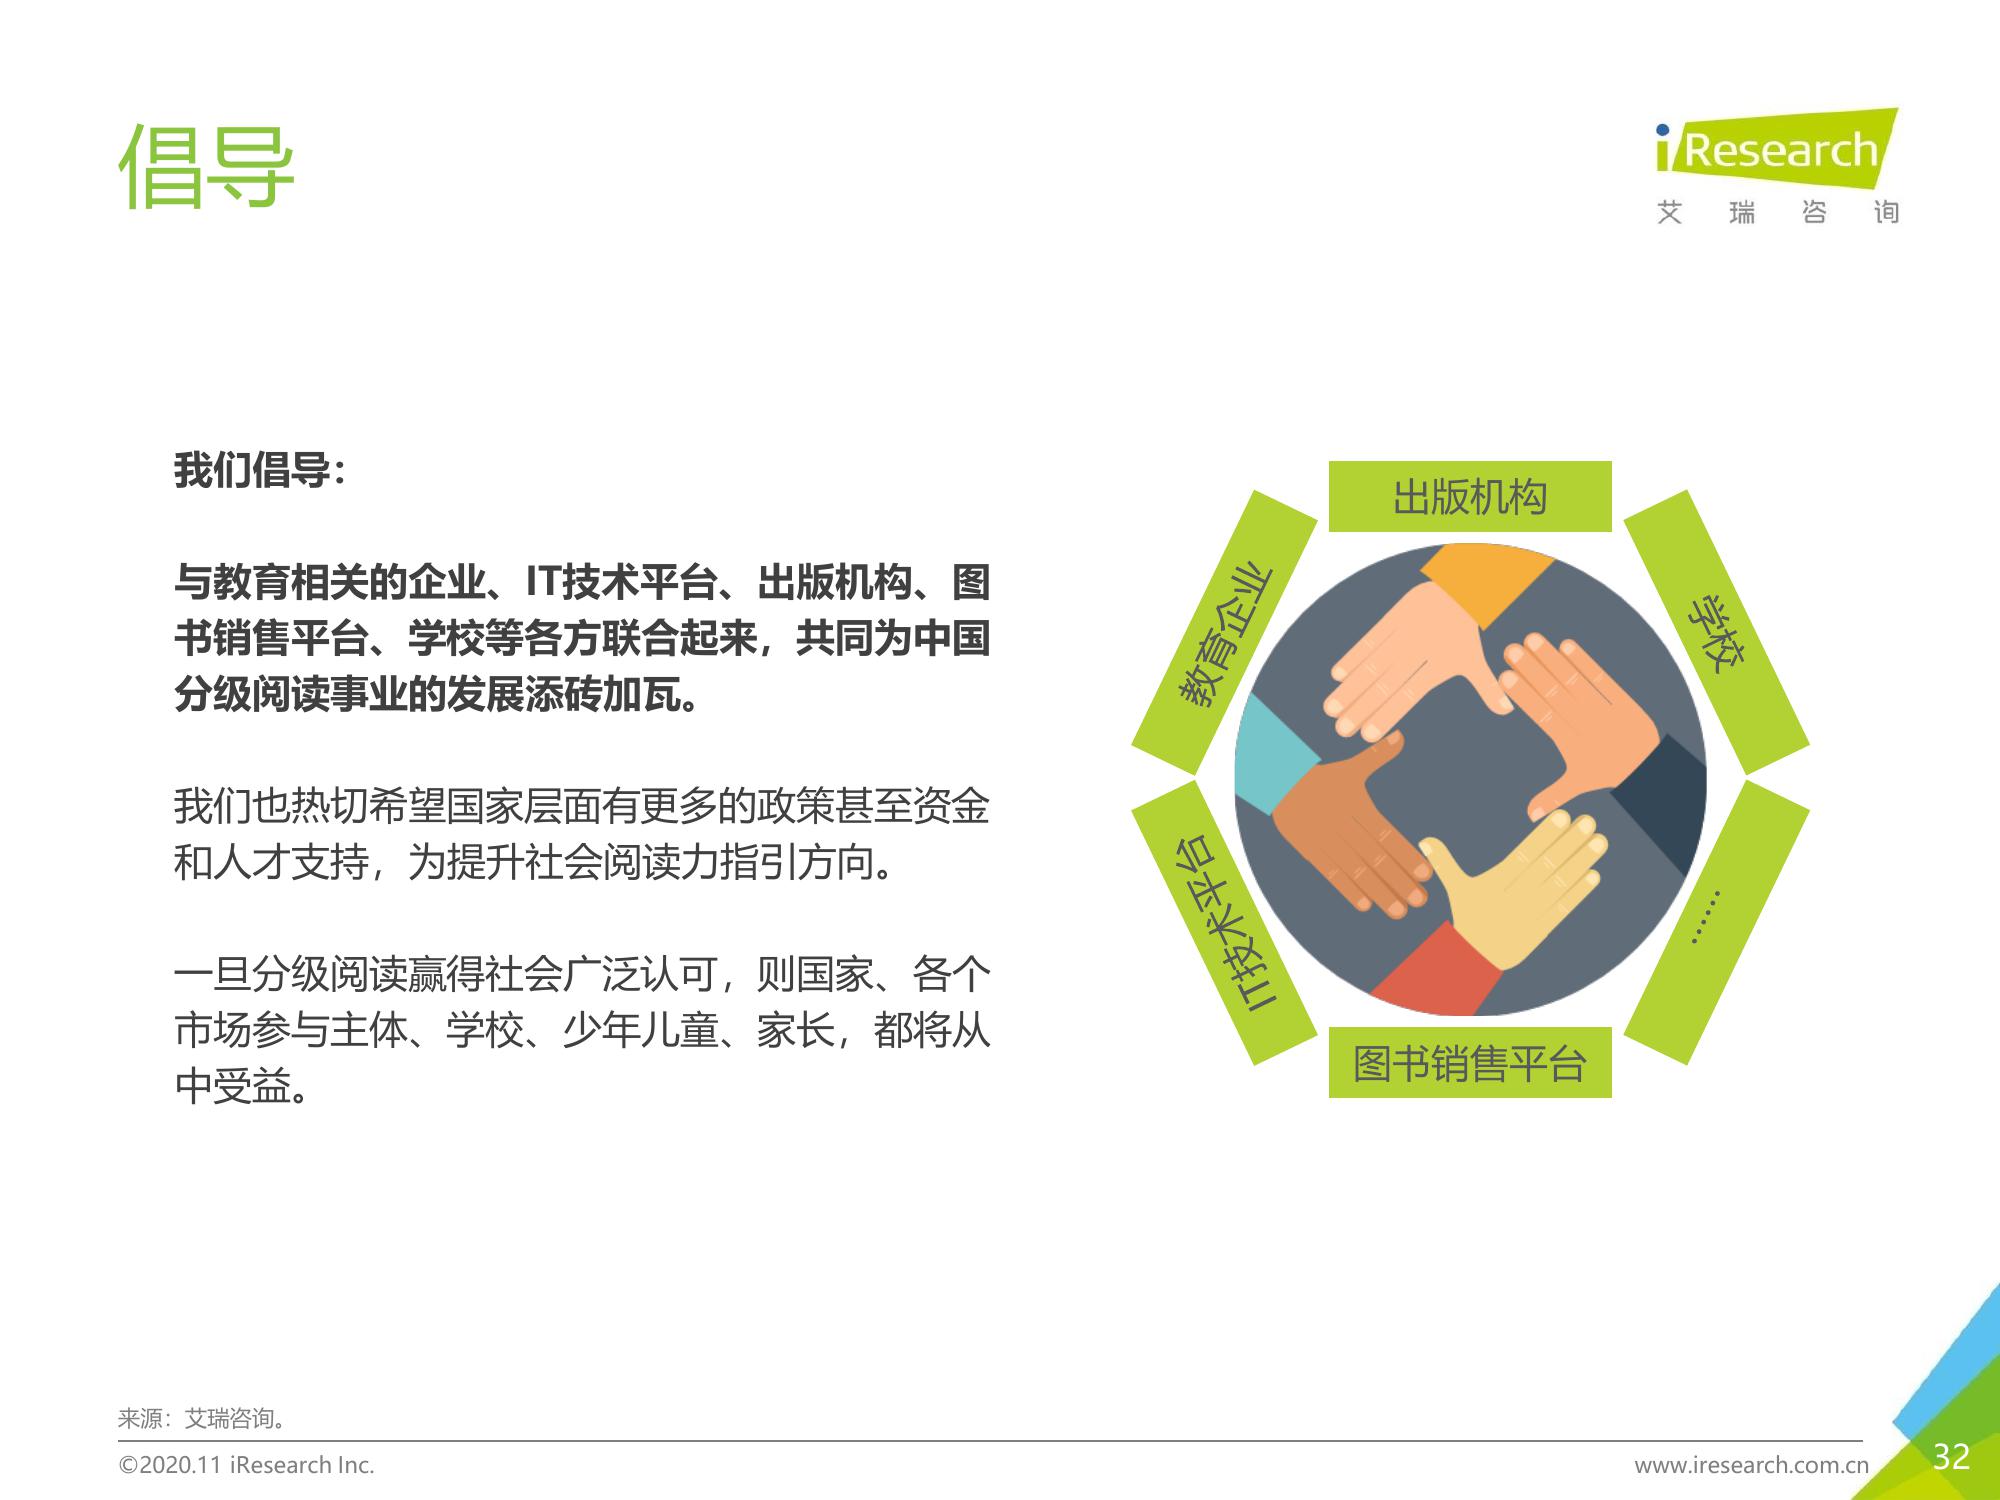 倡导
iResearch
艾瑞咨询
我们倡导：
与教育相关的企业、IT技术平台、出版机构、图
书销售平台、学校等各方联合起来，共同为中国
分级阅读事业的发展添砖加瓦。
我们也热切希望国家层面有更多的政策甚至资金
和人才支持，为提升社会阅读力指引方向。
一旦分级阅读赢得社会广泛认可，则国家、各个
市场参与主体、学校、少年儿童、家长，都将从
中受益。
出版机构
教育企业
学校
IT技术平台
……
图书销售平台
来源：艾瑞咨询。
©2020.11 iResearch Inc.
www.iresearch.com.cn
32